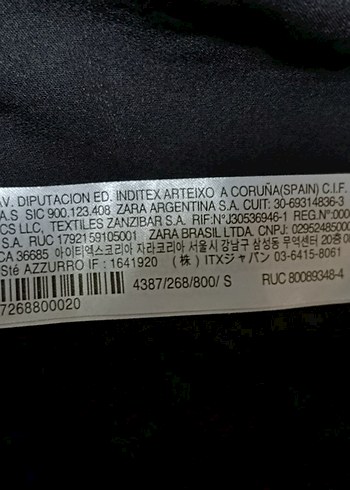 AV. DIPUTACION ED. INDITEX ARTEIXO A CORUÑA(SPAIN) C.I.F.
A.S SIC 900.123.408 ZARA ARGENTINA S.A. CUIT: 30-69314836-3
CS LLC, TEXTILES ZANZIBAR S.A. RIF:N°J30536946-1 REG.N°000
S.A. RUC 1792159105001 ZARA BRASIL LTDA. CNPJ: 02952485000
CA 36685 아이티엑스코리아 자라코리아 서울시 강남구 삼성동 무역센터 20층 08
Sté AZZURRO IF : 1641920 (株) ITXジャパン 03-6415-8061
4387/268/800/ S RUC 80089348-4
7268800020